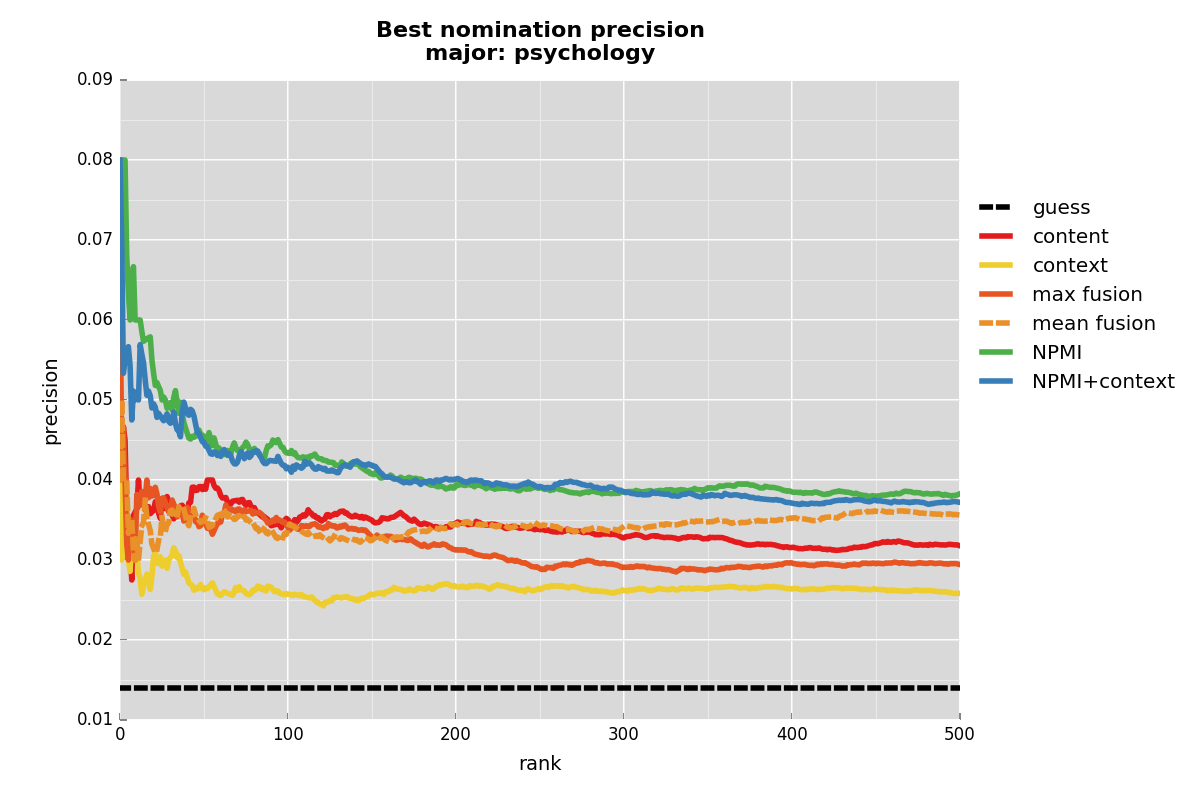 Best nomination precision
major: psychology
precision
0.09
0.08
0.07
0.06
0.05
0.04
0.03
0.02
0.01
0
100
200
300
400
500
rank
guess
content
context
max fusion
mean fusion
NPMI
NPMI+context